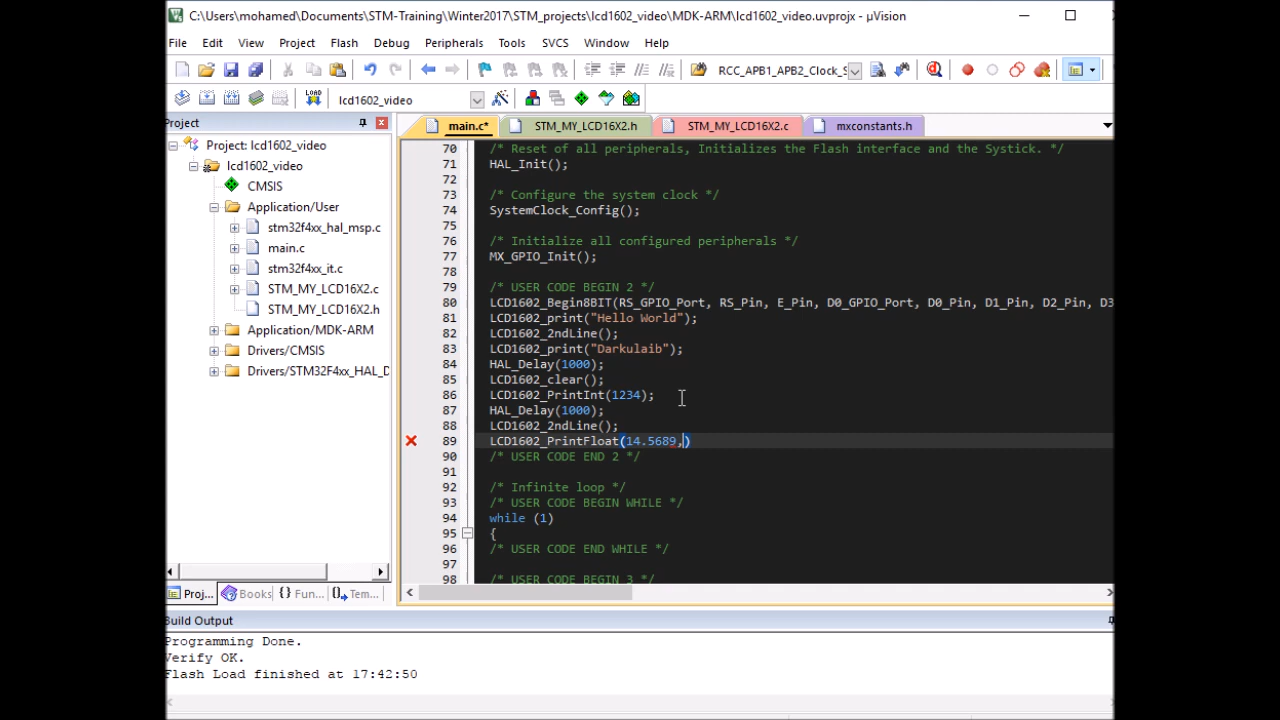 C:\Users\mohamed\Documents\STM-Training\Winter2017\STM_projects\lcd1602_video\MDK-ARM\lcd1602_video.uvprojx - µVision
File Edit View Project Flash Debug Peripherals Tools SVCS Window Help
RCC_APB1_APB2_Clock_S
LOAD lcd1602_video
Project
main.c* STM_MY_LCD16X2.h STM_MY_LCD16X2.c mxconstants.h
Project: lcd1602_video
lcd1602_video
CMSIS
Application/User
stm32f4xx_hal_msp.c
main.c
stm32f4xx_it.c
STM_MY_LCD16X2.c
STM_MY_LCD16X2.h
Application/MDK-ARM
Drivers/CMSIS
Drivers/STM32F4xx_HAL_D
Proj... Books {} Fun... Tem...
70 /* Reset of all peripherals, Initializes the Flash interface and the Systick. */
71 HAL_Init();
72
73 /* Configure the system clock */
74 SystemClock_Config();
75
76 /* Initialize all configured peripherals */
77 MX_GPIO_Init();
78
79 /* USER CODE BEGIN 2 */
80 LCD1602_Begin8BIT(RS_GPIO_Port, RS_Pin, E_Pin, D0_GPIO_Port, D0_Pin, D1_Pin, D2_Pin, D3
81 LCD1602_print("Hello World");
82 LCD1602_2ndLine();
83 LCD1602_print("Darkulaib");
84 HAL_Delay(1000);
85 LCD1602_clear();
86 LCD1602_PrintInt(1234);
87 HAL_Delay(1000);
88 LCD1602_2ndLine();
89 LCD1602_PrintFloat(14.5689,)
90 /* USER CODE END 2 */
91
92 /* Infinite loop */
93 /* USER CODE BEGIN WHILE */
94 while (1)
95 {
96 /* USER CODE END WHILE */
97
98 /* USER CODE BEGIN 3 */
Build Output
Programming Done.
Verify OK.
Flash Load finished at 17:42:50